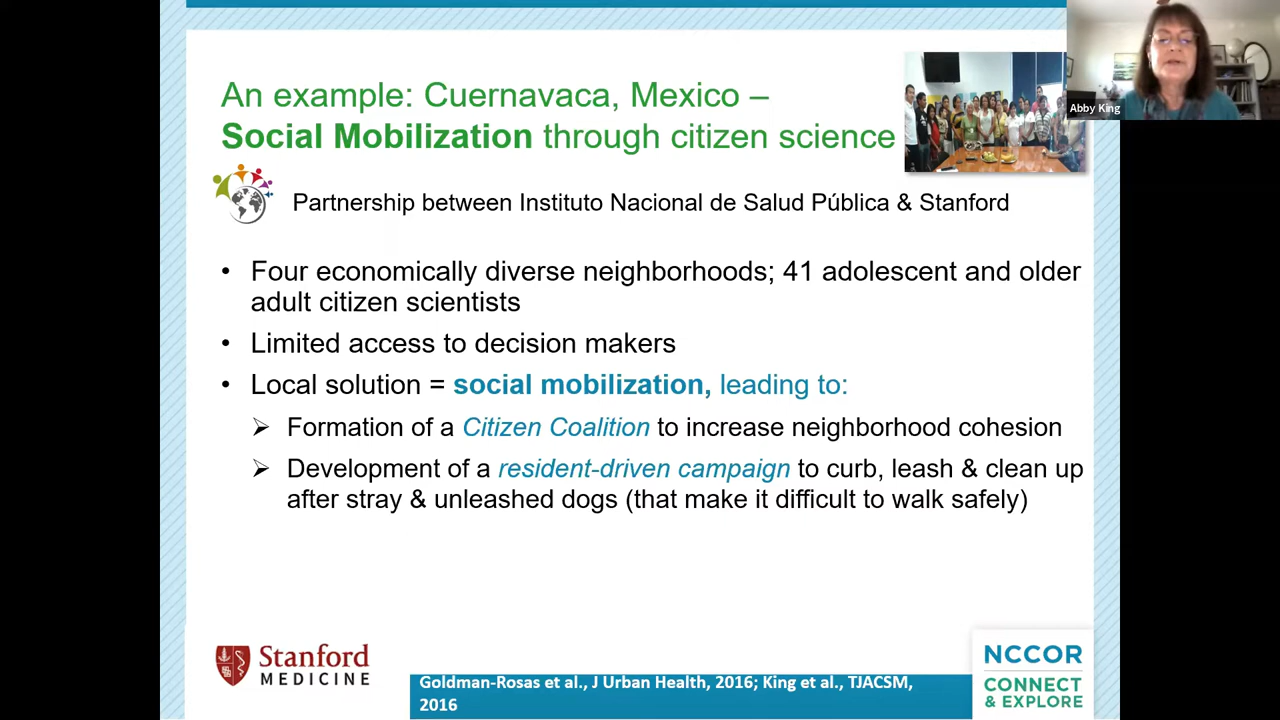 An example: Cuernavaca, Mexico –
Social Mobilization through citizen science
Abby King
Partnership between Instituto Nacional de Salud Pública & Stanford
• Four economically diverse neighborhoods; 41 adolescent and older
adult citizen scientists
• Limited access to decision makers
• Local solution = social mobilization, leading to:
➢ Formation of a Citizen Coalition to increase neighborhood cohesion
➢ Development of a resident-driven campaign to curb, leash & clean up
after stray & unleashed dogs (that make it difficult to walk safely)
Stanford
MEDICINE
Goldman-Rosas et al., J Urban Health, 2016; King et al., TJACSM,
2016
NCCOR
CONNECT
& EXPLORE